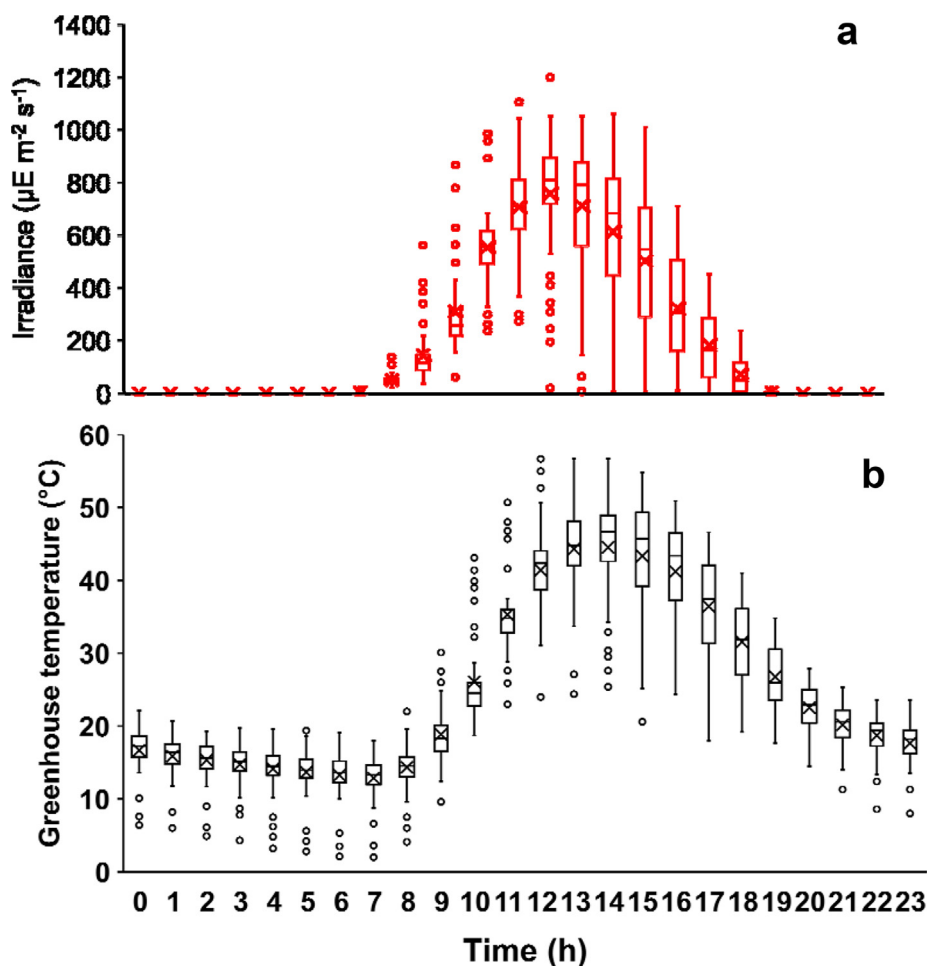 a
Irradiance (µE m-2 s-1)
1400
1200
1000
800
600
400
200
0
b
Greenhouse temperature (°C)
60
50
40
30
20
10
0
0 1 2 3 4 5 6 7 8 9 10 11 12 13 14 15 16 17 18 19 20 21 22 23
Time (h)